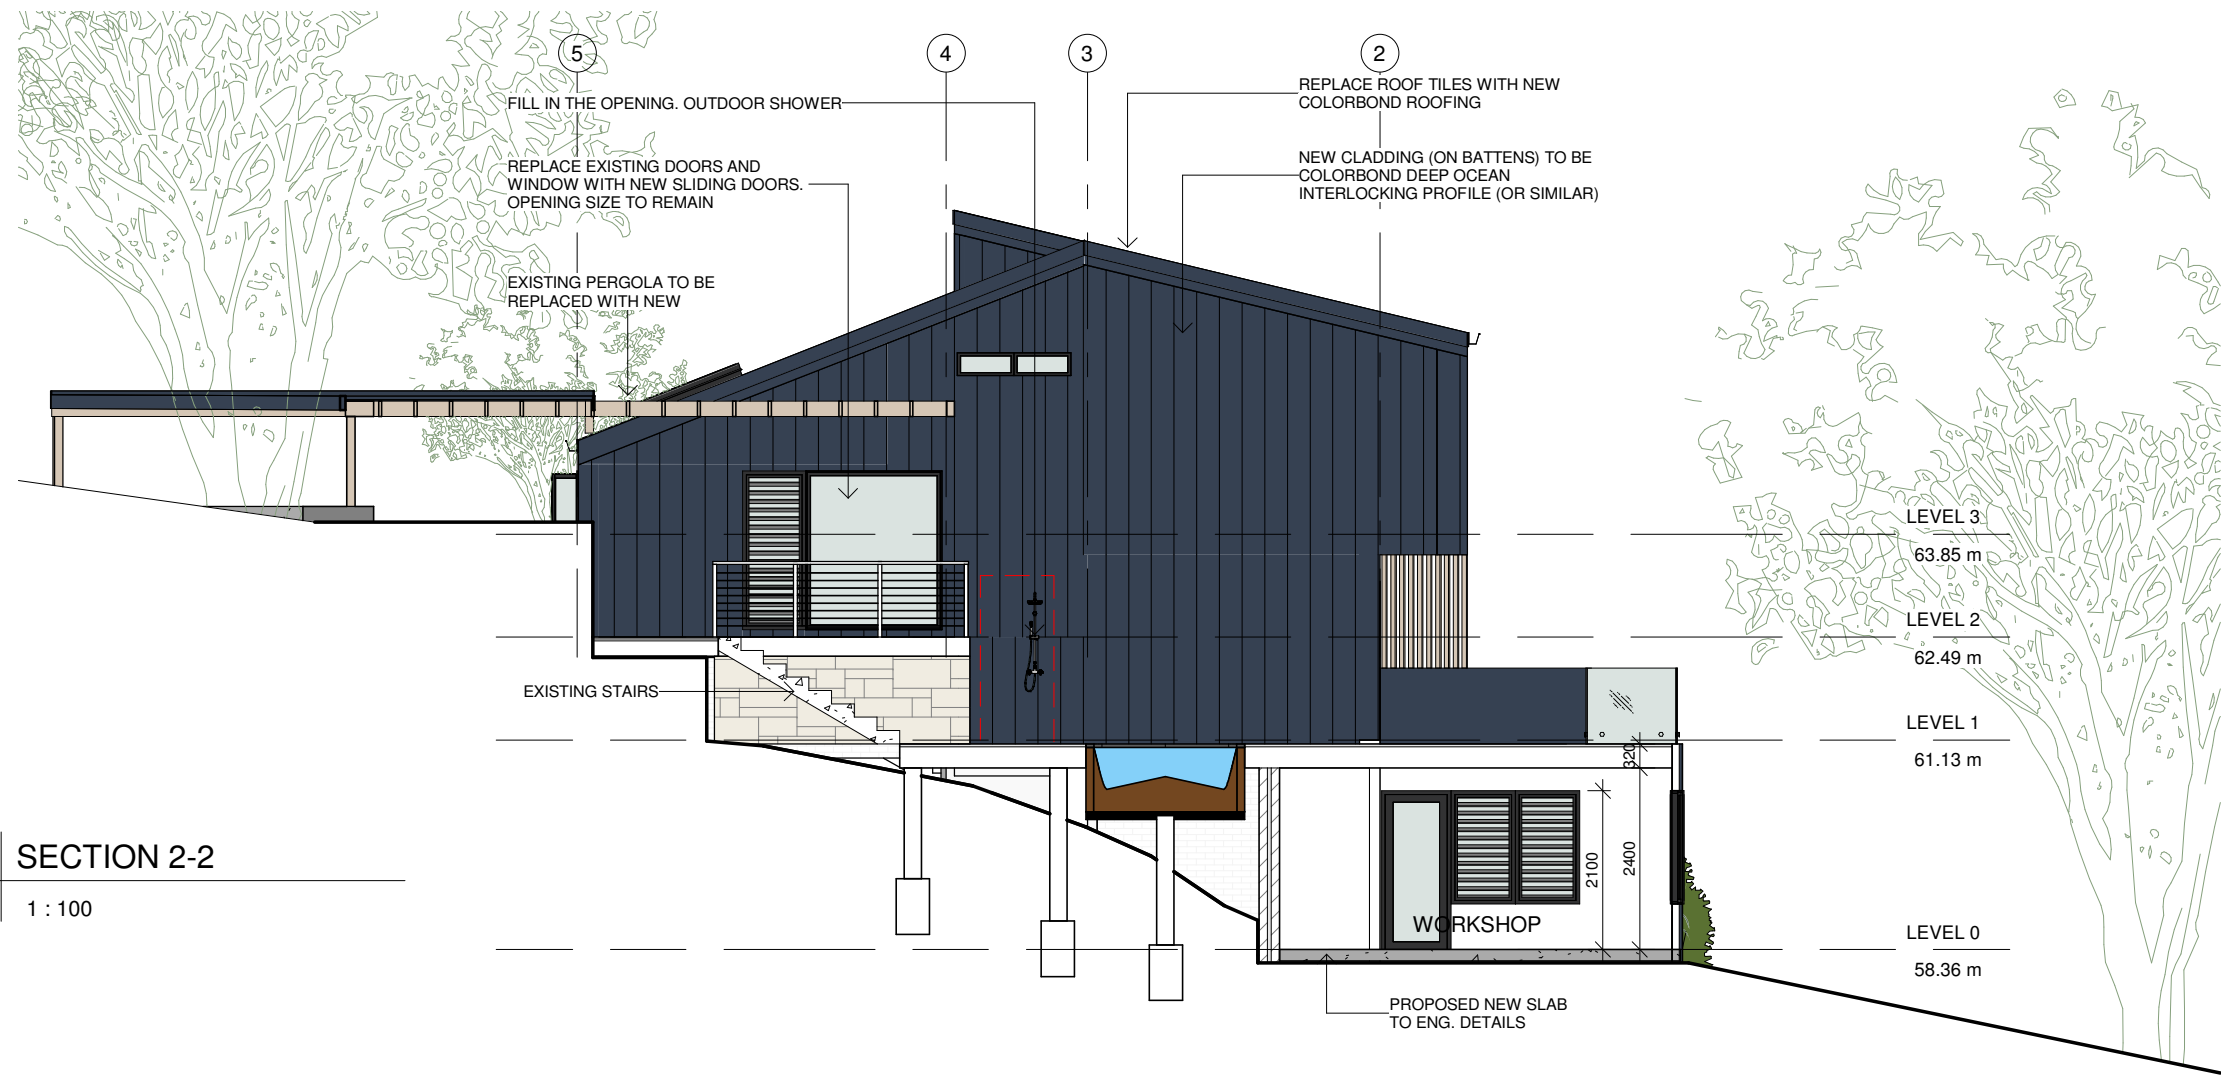 5
4
3
2
FILL IN THE OPENING. OUTDOOR SHOWER
REPLACE ROOF TILES WITH NEW
COLORBOND ROOFING
REPLACE EXISTING DOORS AND
WINDOW WITH NEW SLIDING DOORS.
OPENING SIZE TO REMAIN
NEW CLADDING (ON BATTENS) TO BE
COLORBOND DEEP OCEAN
INTERLOCKING PROFILE (OR SIMILAR)
EXISTING PERGOLA TO BE
REPLACED WITH NEW
LEVEL 3
63.85 m
LEVEL 2
62.49 m
EXISTING STAIRS
LEVEL 1
61.13 m
320
2100
2400
WORKSHOP
LEVEL 0
58.36 m
PROPOSED NEW SLAB
TO ENG. DETAILS
SECTION 2-2
1 : 100